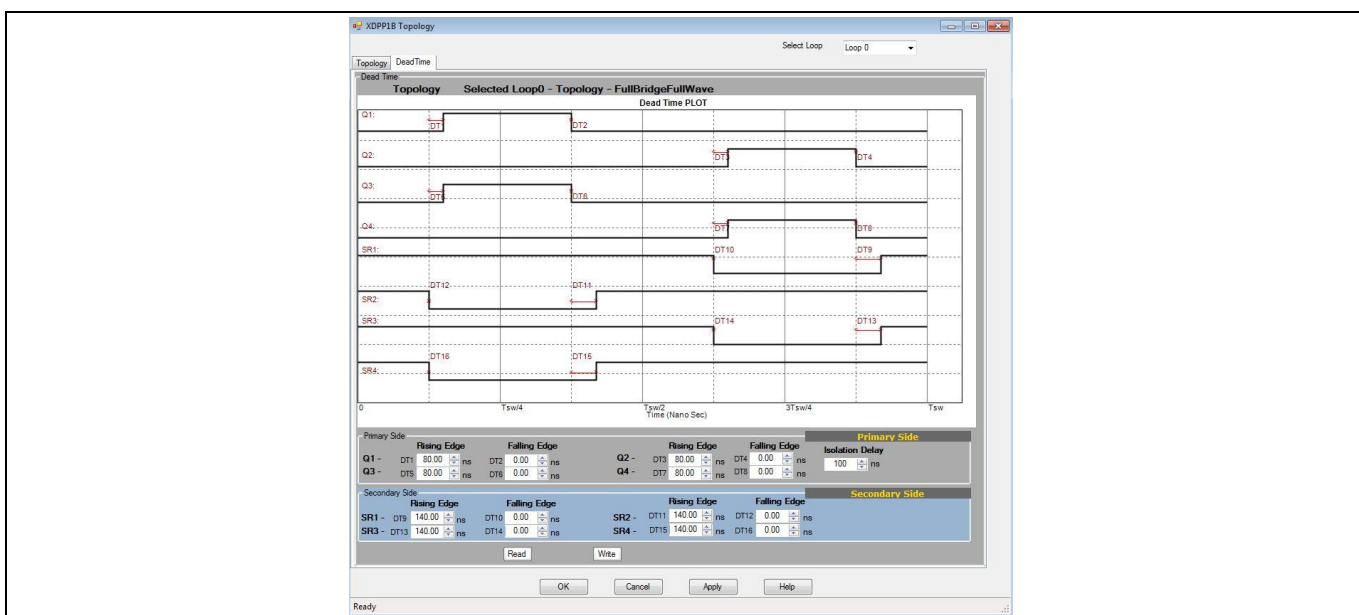 XDPP1B Topology
Select Loop Loop 0
Topology DeadTime
Dead Time
Topology Selected Loop0 - Topology - FullBridgeFullWave
Dead Time PLOT
Q1:
DT1 DT2
Q2:
DT3 DT4
Q3:
DT5 DT6
Q4:
DT7 DT8
SR1:
DT10 DT9
DT12 DT11
SR2:
SR3:
DT14 DT13
DT16 DT15
SR4:
0 Tsw/4 Tsw/2 3Tsw/4 Tsw
Time (Nano Sec)
Primary Side
Primary Side
Rising Edge Falling Edge Rising Edge Falling Edge Isolation Delay
Q1 - DT1 80.00 ns DT2 0.00 ns Q2 - DT3 80.00 ns DT4 0.00 ns 100 ns
Q3 - DT5 80.00 ns DT6 0.00 ns Q4 - DT7 80.00 ns DT8 0.00 ns
Secondary Side
Secondary Side
Rising Edge Falling Edge Rising Edge Falling Edge
SR1 - DT9 140.00 ns DT10 0.00 ns SR2 - DT11 140.00 ns DT12 0.00 ns
SR3 - DT13 140.00 ns DT14 0.00 ns SR4 - DT15 140.00 ns DT16 0.00 ns
Read Write
OK Cancel Apply Help
Ready